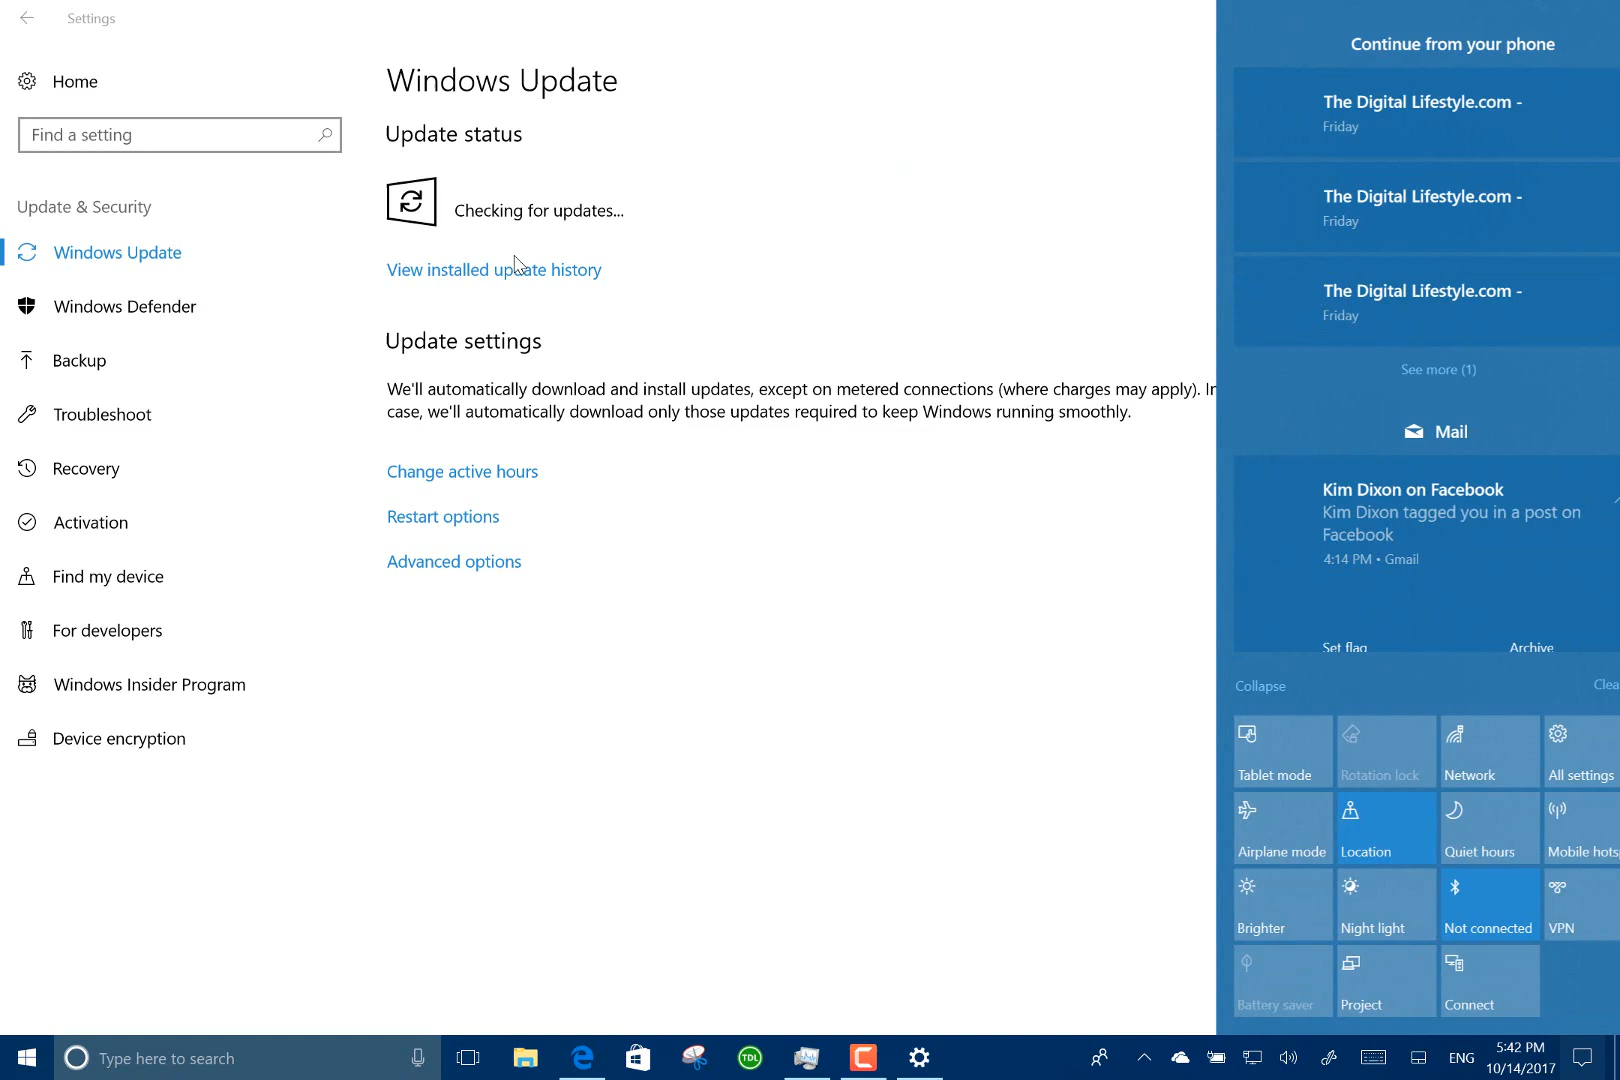 Settings
Home
Find a setting
Update & Security
Windows Update
Windows Defender
Backup
Troubleshoot
Recovery
Activation
Find my device
For developers
Windows Insider Program
Device encryption
Windows Update
Update status
Checking for updates...
View installed update history
Update settings
We'll automatically download and install updates, except on metered connections (where charges may apply). In
case, we'll automatically download only those updates required to keep Windows running smoothly.
Change active hours
Restart options
Advanced options
Continue from your phone
The Digital Lifestyle.com -
Friday
The Digital Lifestyle.com -
Friday
The Digital Lifestyle.com -
Friday
See more (1)
Mail
Kim Dixon on Facebook
Kim Dixon tagged you in a post on
Facebook
4:14 PM • Gmail
Set flag Archive
Collapse Clea
Tablet mode Rotation lock Network All settings
Airplane mode Location Quiet hours Mobile hots
Brighter Night light Not connected VPN
Battery saver Project Connect
Type here to search
TDL
ENG
5:42 PM
10/14/2017